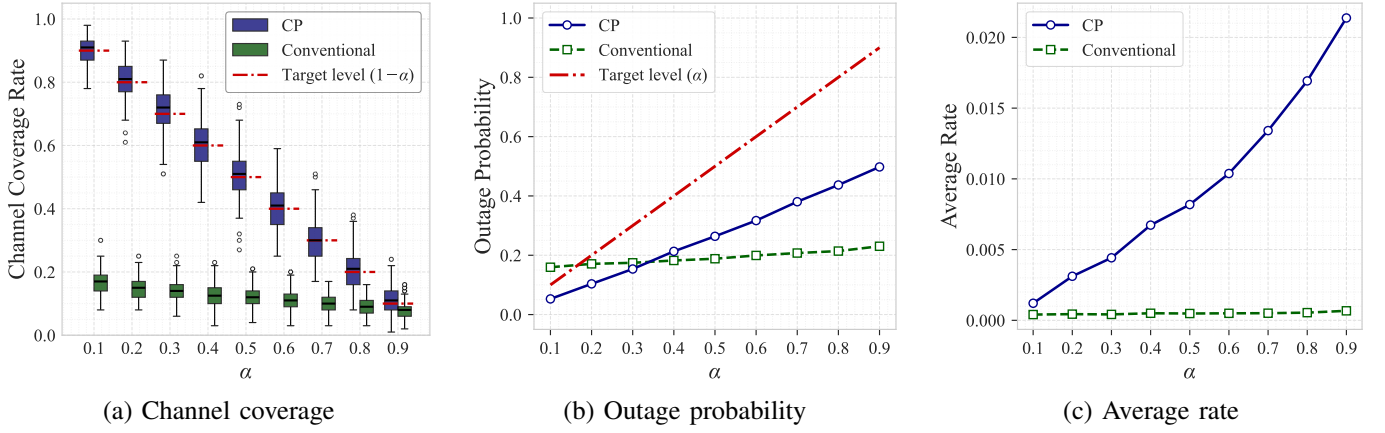 Channel Coverage Rate
1.0
0.8
0.6
0.4
0.2
0.0
CP
Conventional
Target level (1−α)
0.1 0.2 0.3 0.4 0.5 0.6 0.7 0.8 0.9
α
(a) Channel coverage
Outage Probability
1.0
0.8
0.6
0.4
0.2
0.0
CP
Conventional
Target level (α)
0.1 0.2 0.3 0.4 0.5 0.6 0.7 0.8 0.9
α
(b) Outage probability
Average Rate
0.020
0.015
0.010
0.005
0.000
CP
Conventional
0.1 0.2 0.3 0.4 0.5 0.6 0.7 0.8 0.9
α
(c) Average rate